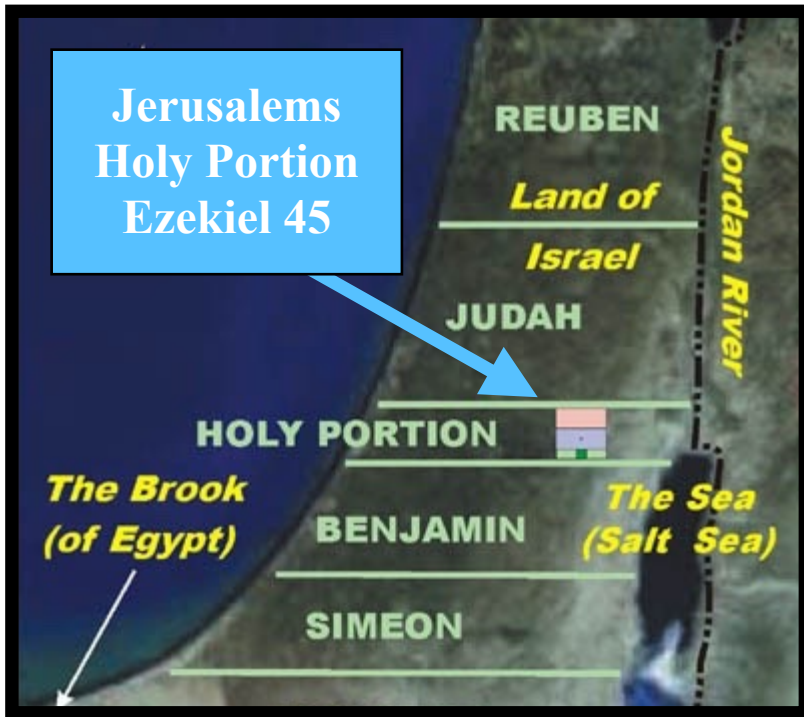 Jerusalems
Holy Portion
Ezekiel 45
REUBEN
Jordan River
Land of
Israel
JUDAH
HOLY PORTION
The Brook
(of Egypt)
The Sea
(Salt Sea)
BENJAMIN
SIMEON